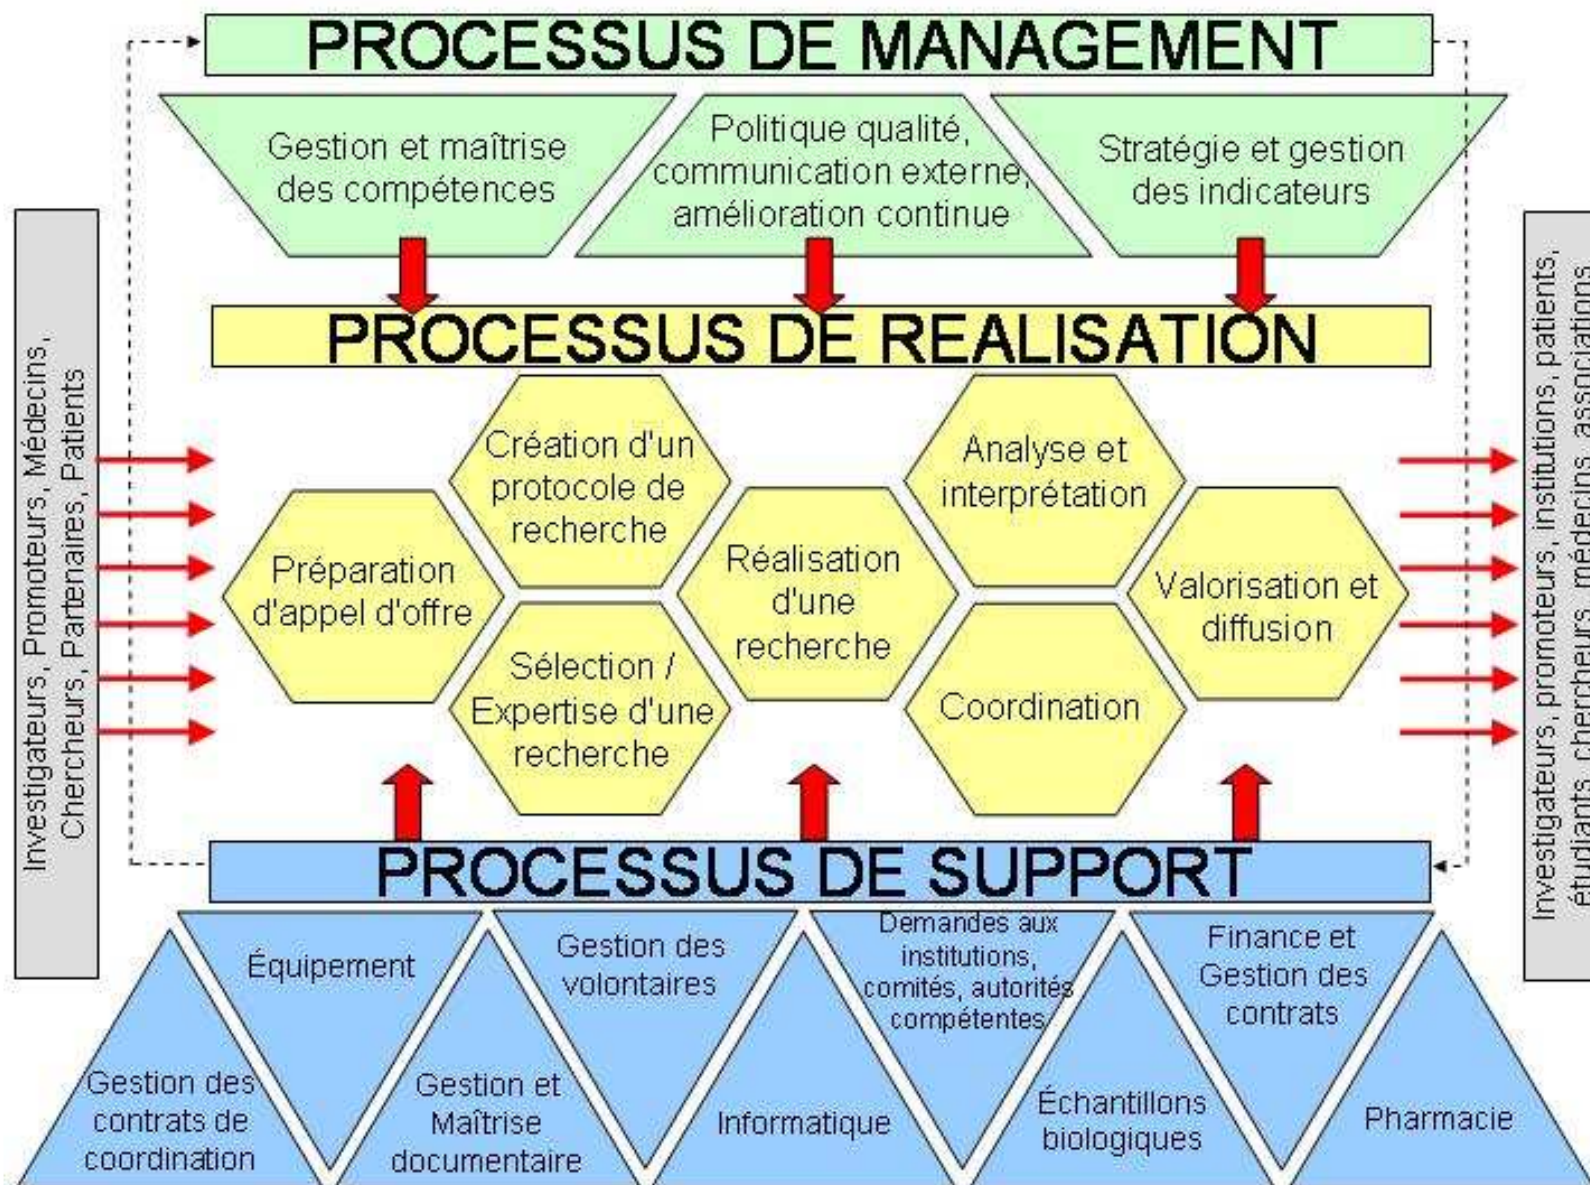 PROCESSUS DE MANAGEMENT
Gestion et maîtrise
des compétences
Politique qualité,
communication externe,
amélioration continue
Stratégie et gestion
des indicateurs
Investigateurs, Promoteurs, Médecins,
Chercheurs, Partenaires, Patients
PROCESSUS DE REALISATION
Préparation
d'appel d'offre
Création d'un
protocole de
recherche
Sélection /
Expertise d'une
recherche
Réalisation
d'une
recherche
Analyse et
interprétation
Coordination
Valorisation et
diffusion
Investigateurs, promoteurs, institutions, patients,
étudiants, chercheurs, médecins, associations
PROCESSUS DE SUPPORT
Gestion des
contrats de
coordination
Équipement
Gestion et
Maîtrise
documentaire
Gestion des
volontaires
Informatique
Demandes aux
institutions,
comités, autorités
compétentes
Échantillons
biologiques
Finance et
Gestion des
contrats
Pharmacie